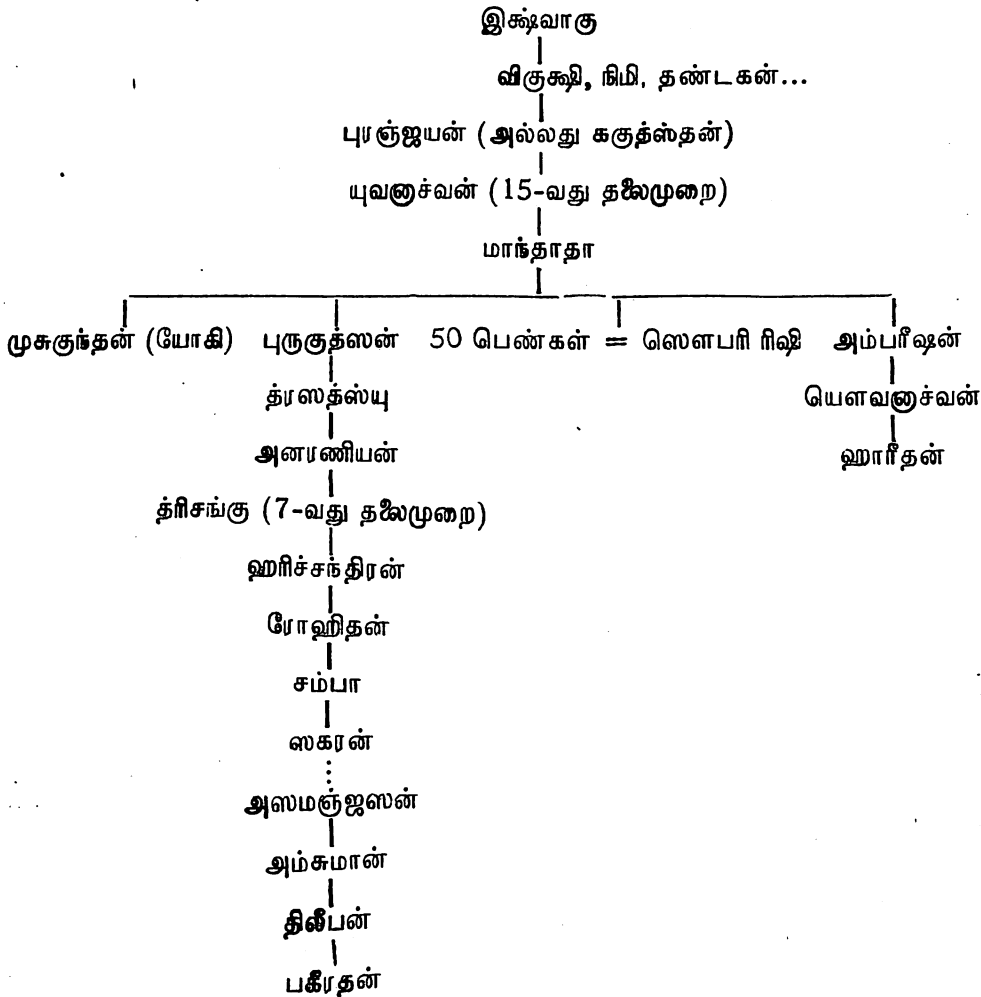 இக்ஷ்வாகு
விகுக்ஷி, நிமி, தண்டகன்...
புரஞ்ஜயன் (அல்லது ககுத்ஸ்தன்)
யுவனாச்வன் (15-வது தலைமுறை)
மாந்தாதா
முசுகுந்தன் (யோகி) புருகுத்ஸன் 50 பெண்கள் = ஸௌபரி ரிஷி அம்பரீஷன்
த்ரஸத்ஸ்யு யௌவனாச்வன்
அனரணியன் ஹாரீதன்
த்ரிசங்கு (7-வது தலைமுறை)
ஹரிச்சந்திரன்
ரோஹிதன்
சம்பா
ஸகரன்
அஸமஞ்ஜஸன்
அம்சுமான்
திலீபன்
பகீரதன்